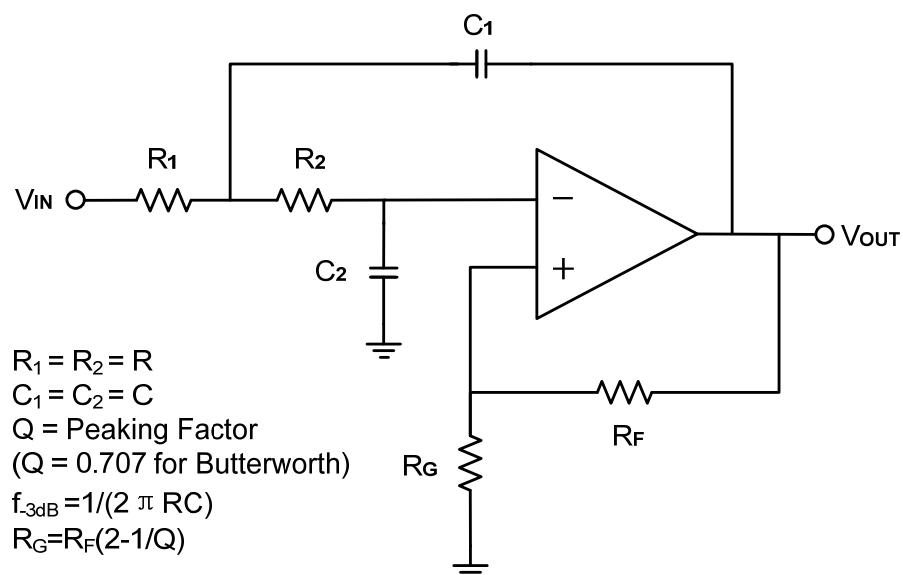 C1
R1
R2
VIN
−
VOUT
+
C2
R1 = R2 = R
C1 = C2 = C
Q = Peaking Factor
(Q = 0.707 for Butterworth)
f-3dB =1/(2 π RC)
RG=RF(2-1/Q)
RF
RG